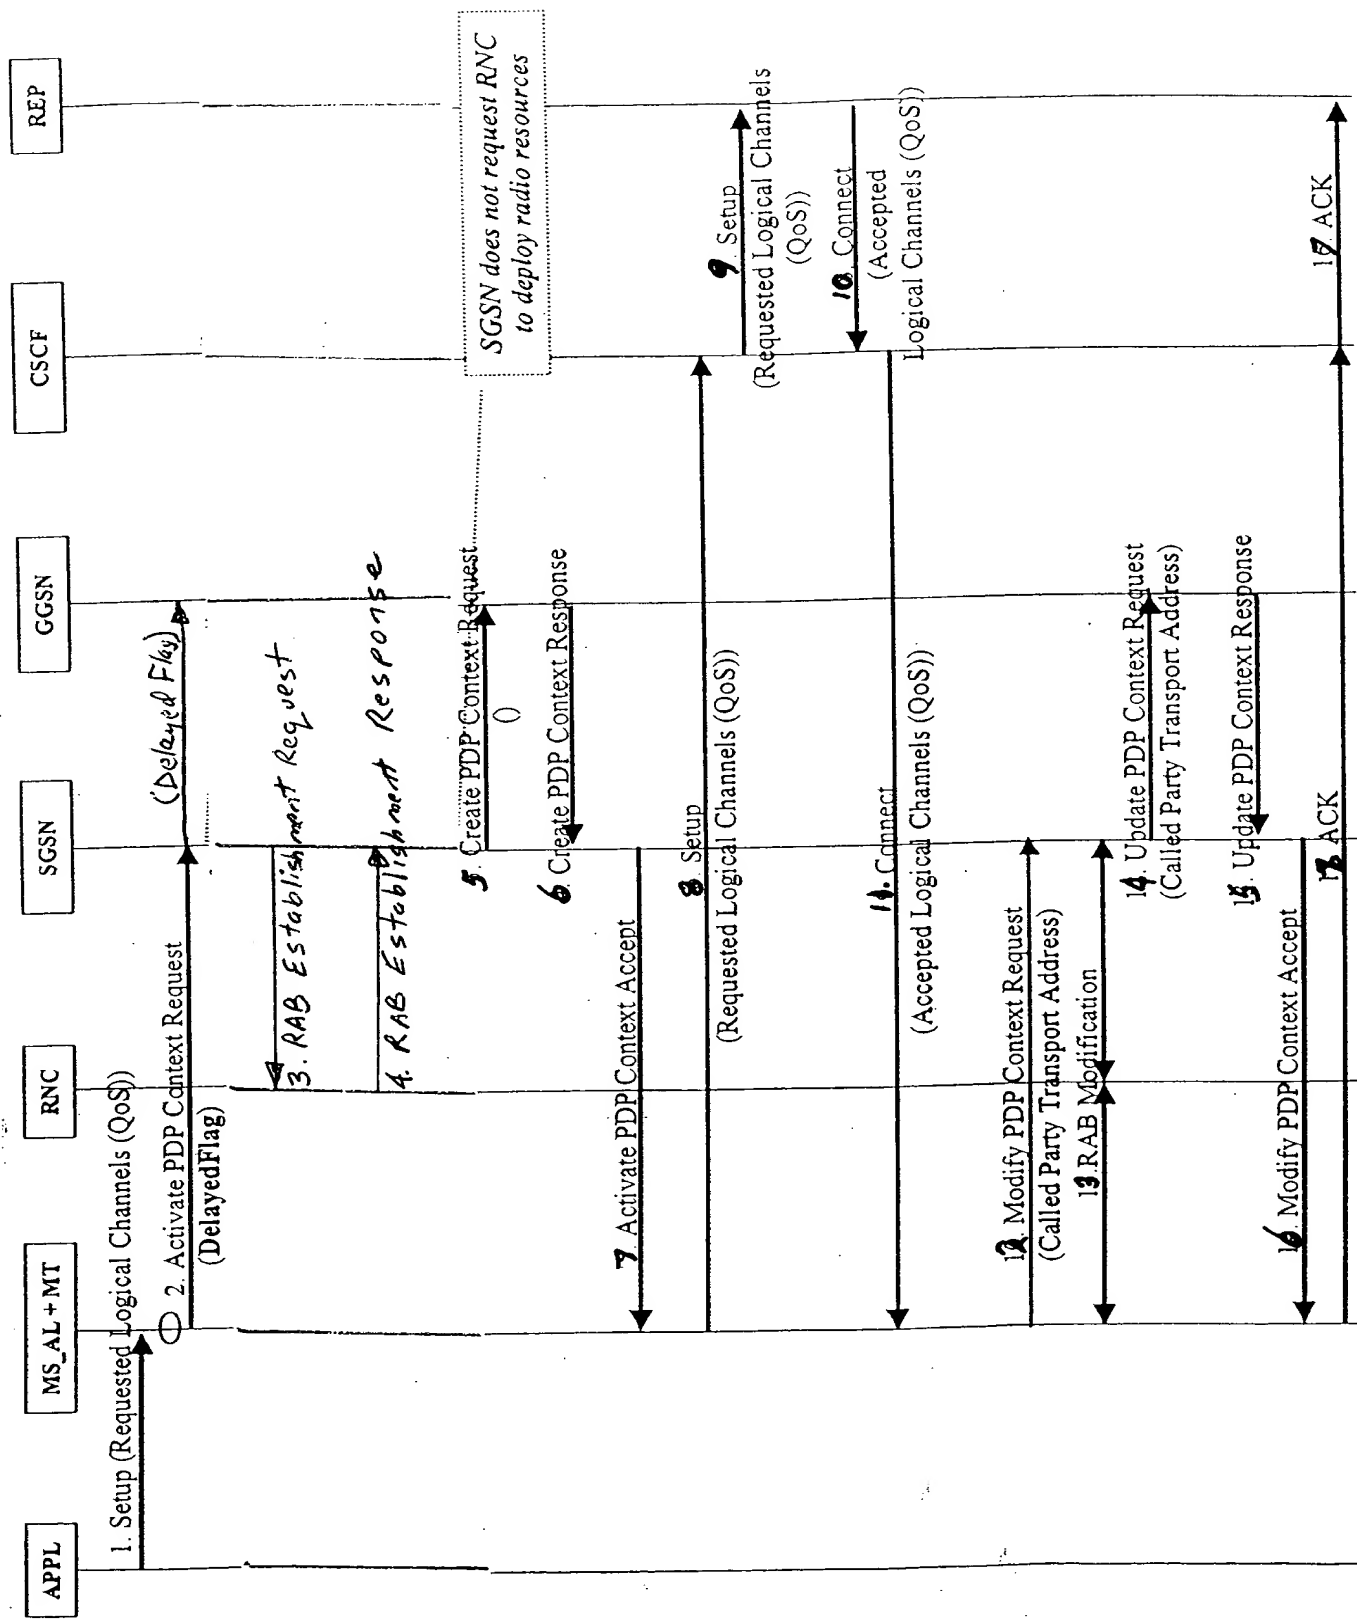 APPL
MS_AL+MT
RNC
SGSN
GGSN
CSCF
REP
1. Setup (Requested Logical Channels (QoS))
2. Activate PDP Context Request
(DelayedFlag)
(Delayed Flag)
3. RAB Establishment Request
4. RAB Establishment Response
SGSN does not request RNC
to deploy radio resources
5. Create PDP Context Request
()
6. Create PDP Context Response
7. Activate PDP Context Accept
8. Setup
(Requested Logical Channels (QoS))
9. Setup
(Requested Logical Channels
(QoS))
10. Connect
(Accepted
Logical Channels (QoS))
11. Connect
(Accepted Logical Channels (QoS))
12. Modify PDP Context Request
(Called Party Transport Address)
13. RAB Modification
14. Update PDP Context Request
(Called Party Transport Address)
15. Update PDP Context Response
16. Modify PDP Context Accept
ACK
17. ACK